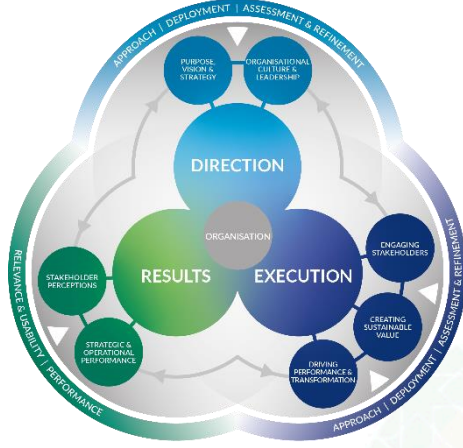 APPROACH | DEPLOYMENT | ASSESSMENT & REFINEMENT
PURPOSE,
VISION &
STRATEGY
ORGANISATIONAL
CULTURE &
LEADERSHIP
DIRECTION
ORGANISATION
RESULTS
EXECUTION
STAKEHOLDER
PERCEPTIONS
STRATEGIC &
OPERATIONAL
PERFORMANCE
ENGAGING
STAKEHOLDERS
CREATING
SUSTAINABLE
VALUE
DRIVING
PERFORMANCE &
TRANSFORMATION
RELEVANCE & USABILITY | PERFORMANCE
APPROACH | DEPLOYMENT | ASSESSMENT & REFINEMENT